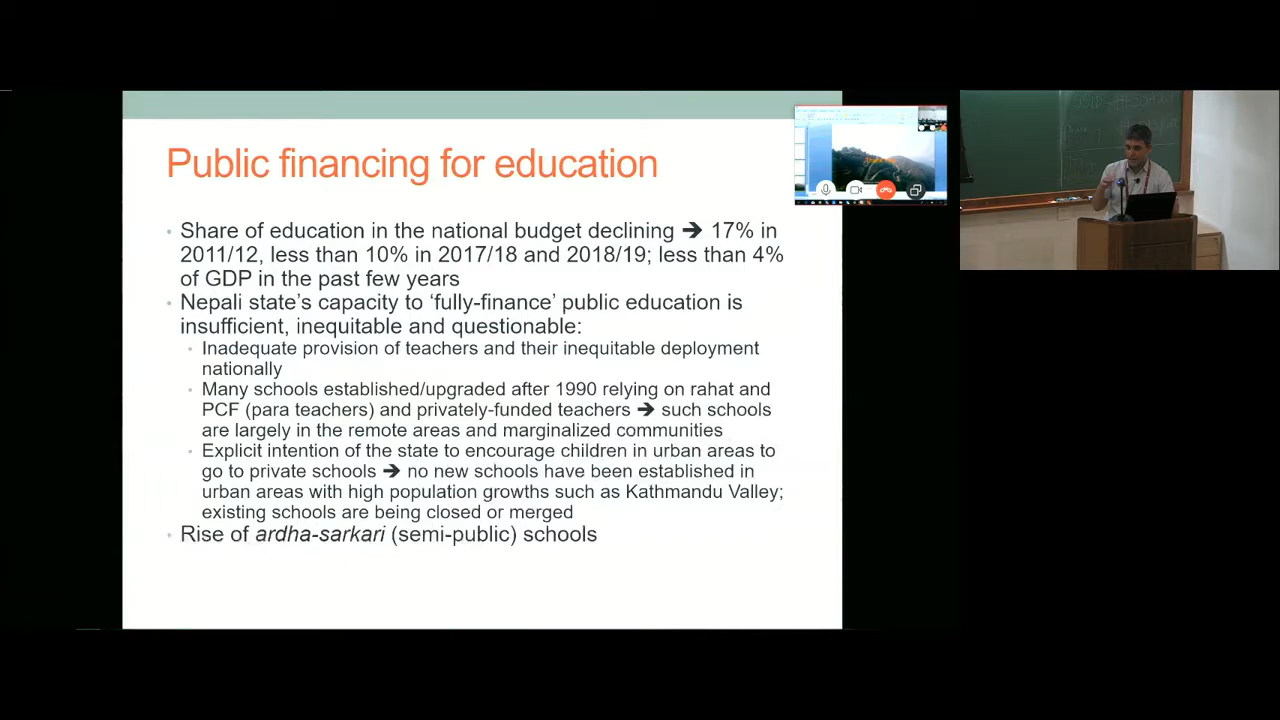 Public financing for education
Share of education in the national budget declining ➔ 17% in
2011/12, less than 10% in 2017/18 and 2018/19; less than 4%
of GDP in the past few years
Nepali state's capacity to 'fully-finance' public education is
insufficient, inequitable and questionable:
Inadequate provision of teachers and their inequitable deployment
nationally
Many schools established/upgraded after 1990 relying on rahat and
PCF (para teachers) and privately-funded teachers ➔ such schools
are largely in the remote areas and marginalized communities
Explicit intention of the state to encourage children in urban areas to
go to private schools ➔ no new schools have been established in
urban areas with high population growths such as Kathmandu Valley;
existing schools are being closed or merged
Rise of ardha-sarkari (semi-public) schools